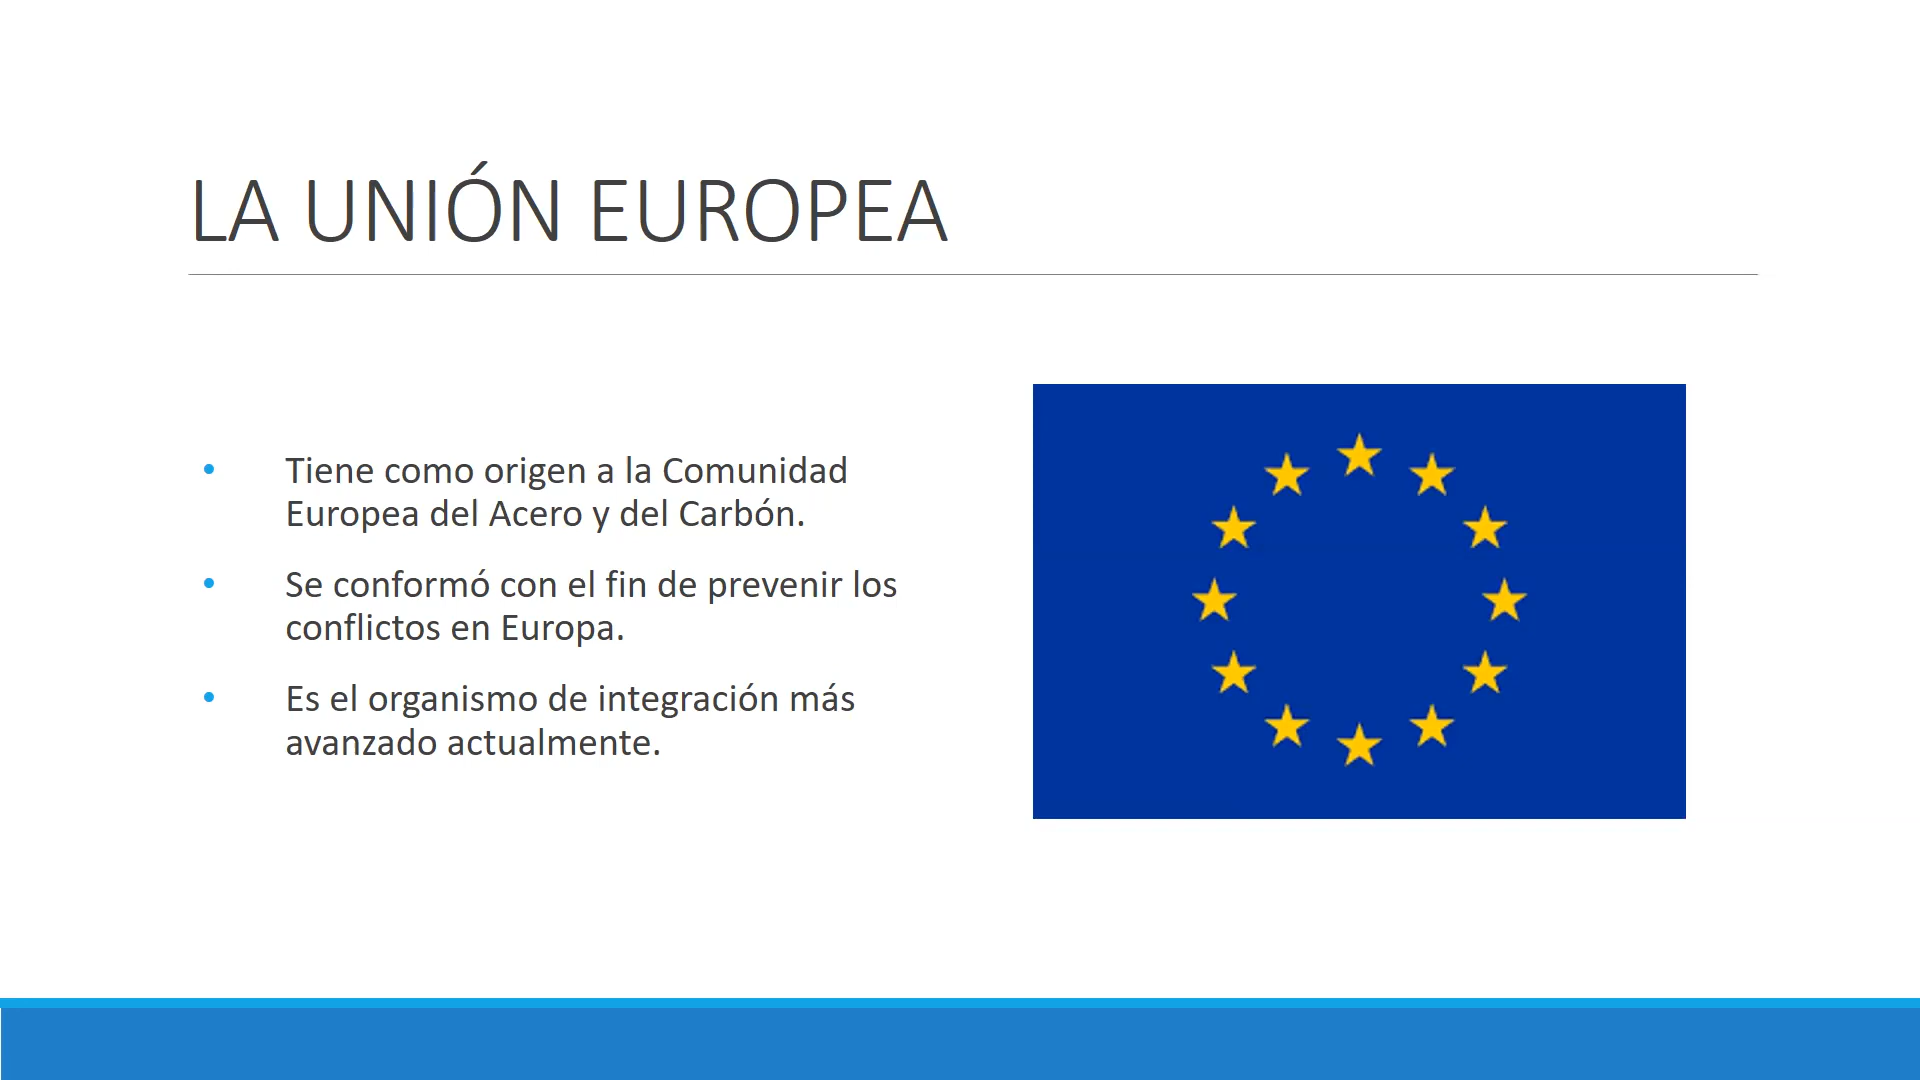 LA UNIÓN EUROPEA
• Tiene como origen a la Comunidad
Europea del Acero y del Carbón.
• Se conformó con el fin de prevenir los
conflictos en Europa.
• Es el organismo de integración más
avanzado actualmente.